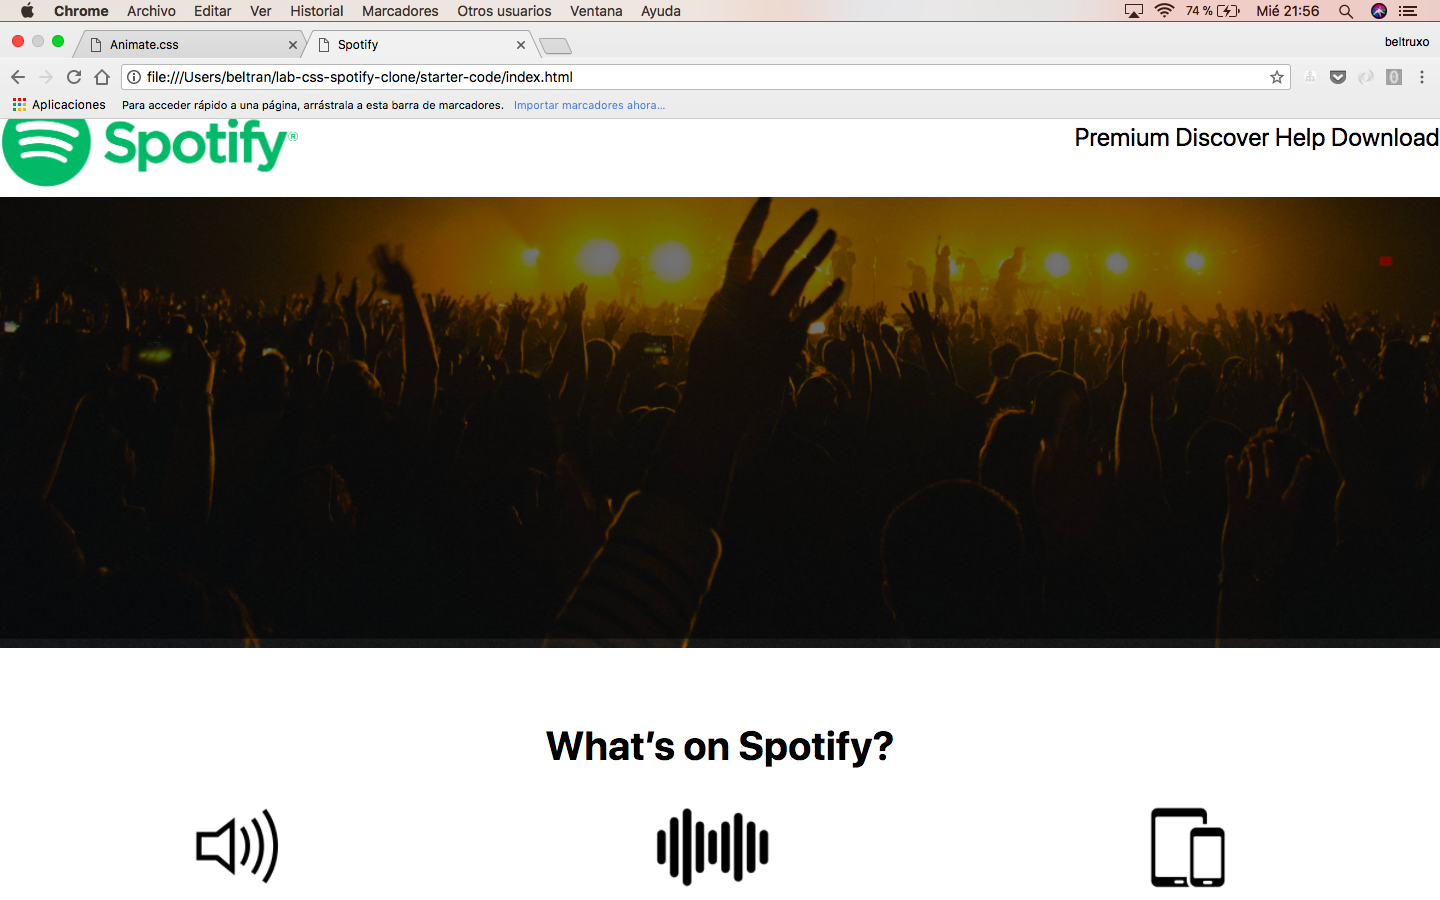 Chrome Archivo Editar Ver Historial Marcadores Otros usuarios Ventana Ayuda 74 % Mié 21:56
Animate.css Spotify beltruxo
file:///Users/beltran/lab-css-spotify-clone/starter-code/index.html
Aplicaciones Para acceder rápido a una página, arrástrala a esta barra de marcadores. Importar marcadores ahora...
Spotify® Premium Discover Help Download
What's on Spotify?